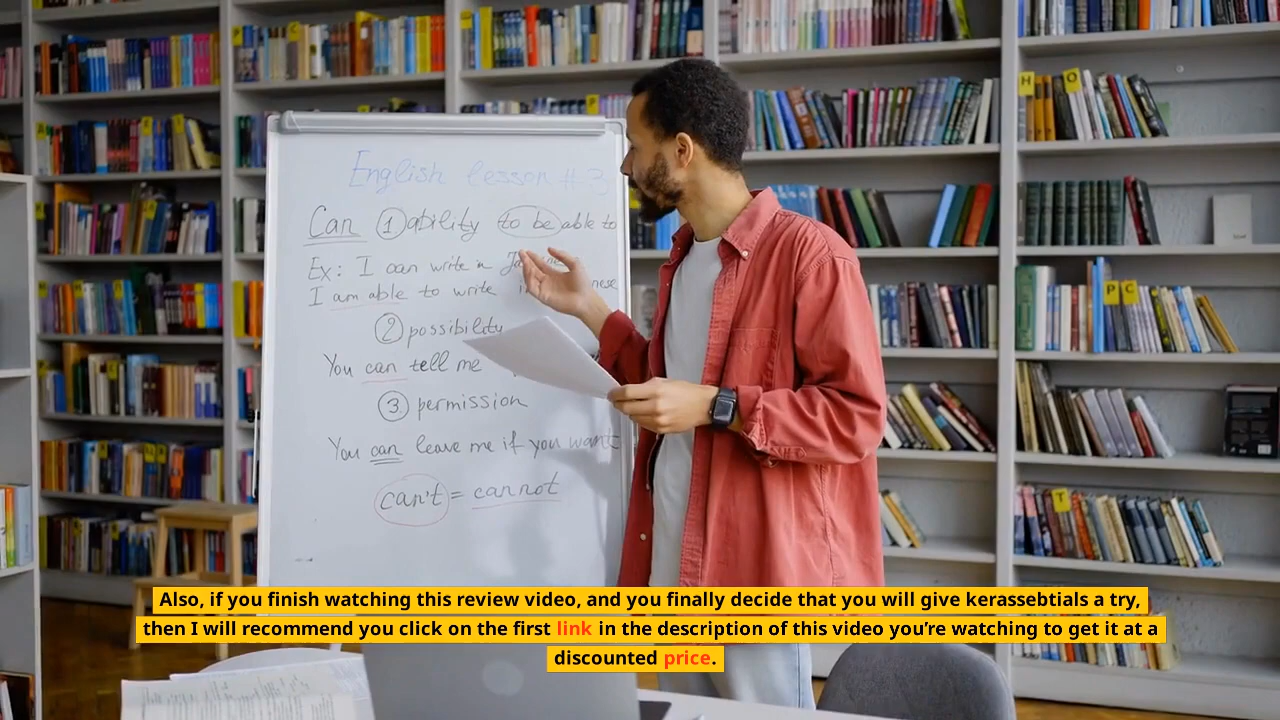 English lesson #3
Can ① ability to be able to
Ex: I can write in
I am able to write
② possibility
You can tell me
③ permission
You can leave me if you want
can't = cannot
H O
P C
T
Also, if you finish watching this review video, and you finally decide that you will give kerassebtials a try,
then I will recommend you click on the first link in the description of this video you’re watching to get it at a
discounted price.